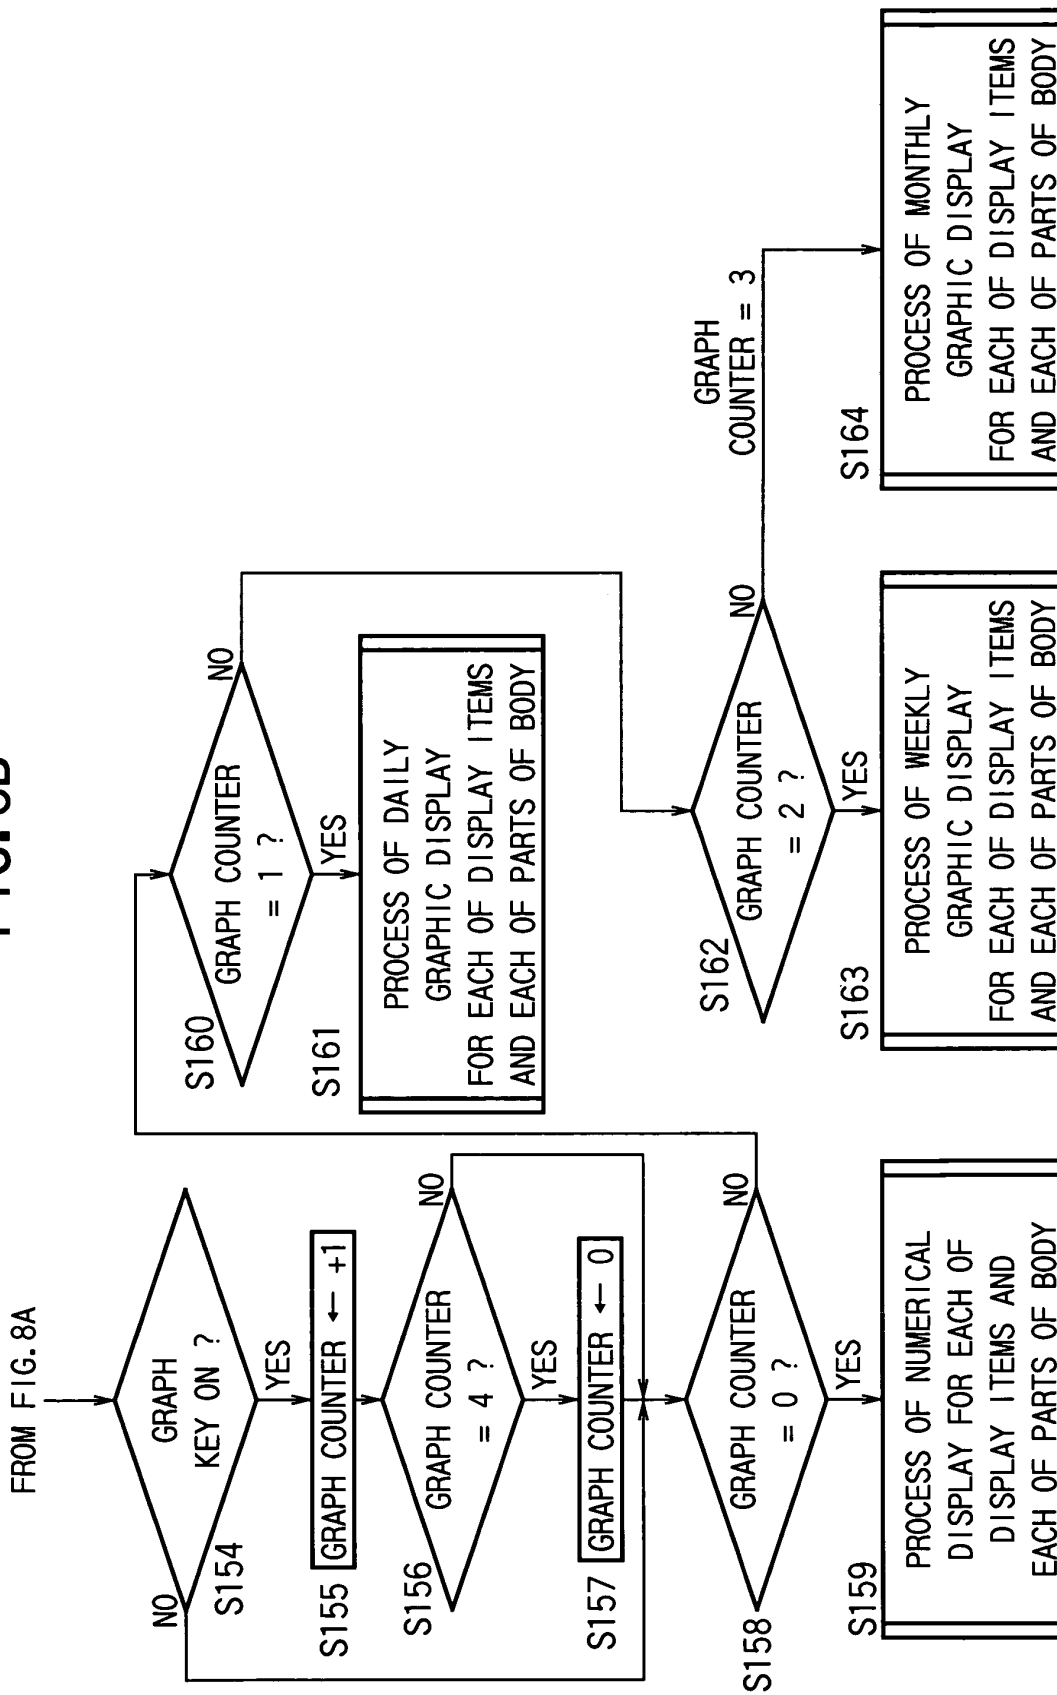 FROM FIG. 8A
GRAPH
KEY ON ?
NO
YES
S154
S155
GRAPH COUNTER ← +1
S156
GRAPH COUNTER
= 4 ?
NO
YES
S157
GRAPH COUNTER ← 0
S158
GRAPH COUNTER
= 0 ?
NO
YES
S159
PROCESS OF NUMERICAL
DISPLAY FOR EACH OF
DISPLAY ITEMS AND
EACH OF PARTS OF BODY
S160
GRAPH COUNTER
= 1 ?
NO
YES
S161
PROCESS OF DAILY
GRAPHIC DISPLAY
FOR EACH OF DISPLAY ITEMS
AND EACH OF PARTS OF BODY
S162
GRAPH COUNTER
= 2 ?
NO
YES
S163
PROCESS OF WEEKLY
GRAPHIC DISPLAY
FOR EACH OF DISPLAY ITEMS
AND EACH OF PARTS OF BODY
GRAPH
COUNTER = 3
S164
PROCESS OF MONTHLY
GRAPHIC DISPLAY
FOR EACH OF DISPLAY ITEMS
AND EACH OF PARTS OF BODY